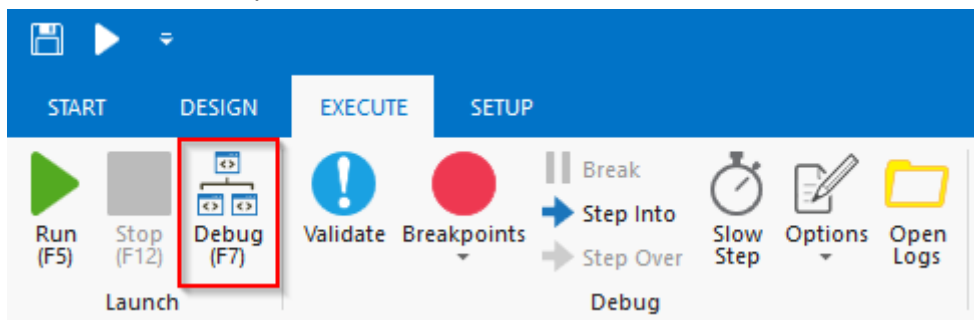 START DESIGN EXECUTE SETUP
Run
(F5)
Stop
(F12)
Debug
(F7)
Launch
Validate
Breakpoints
Break
Step Into
Step Over
Slow
Step
Options
Open
Logs
Debug